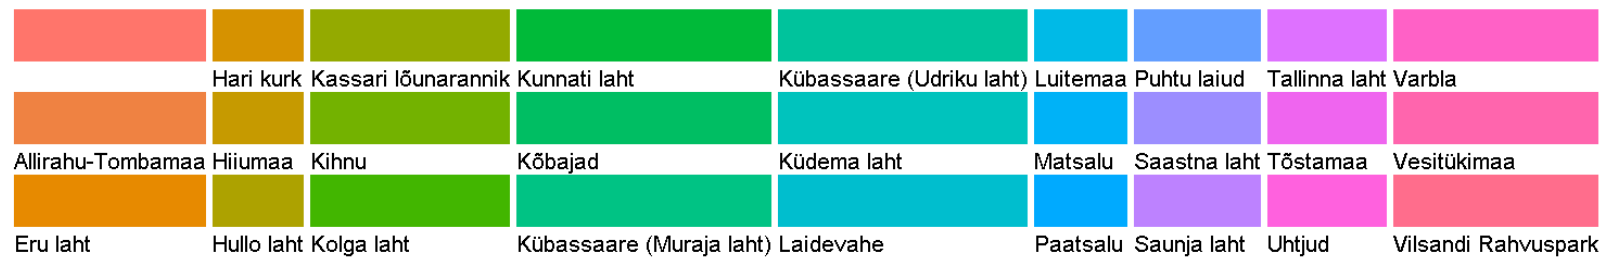 Hari kurk Kassari lõunarannik Kunnati laht Kübassaare (Udriku laht) Luitemaa Puhtu laiud Tallinna laht Varbla
Allirahu-Tombamaa Hiiumaa Kihnu Kõbajad Küdema laht Matsalu Saastna laht Tõstamaa Vesitükimaa
Eru laht Hullo laht Kolga laht Kübassaare (Muraja laht) Laidevahe Paatsalu Saunja laht Uhtjud Vilsandi Rahvuspark